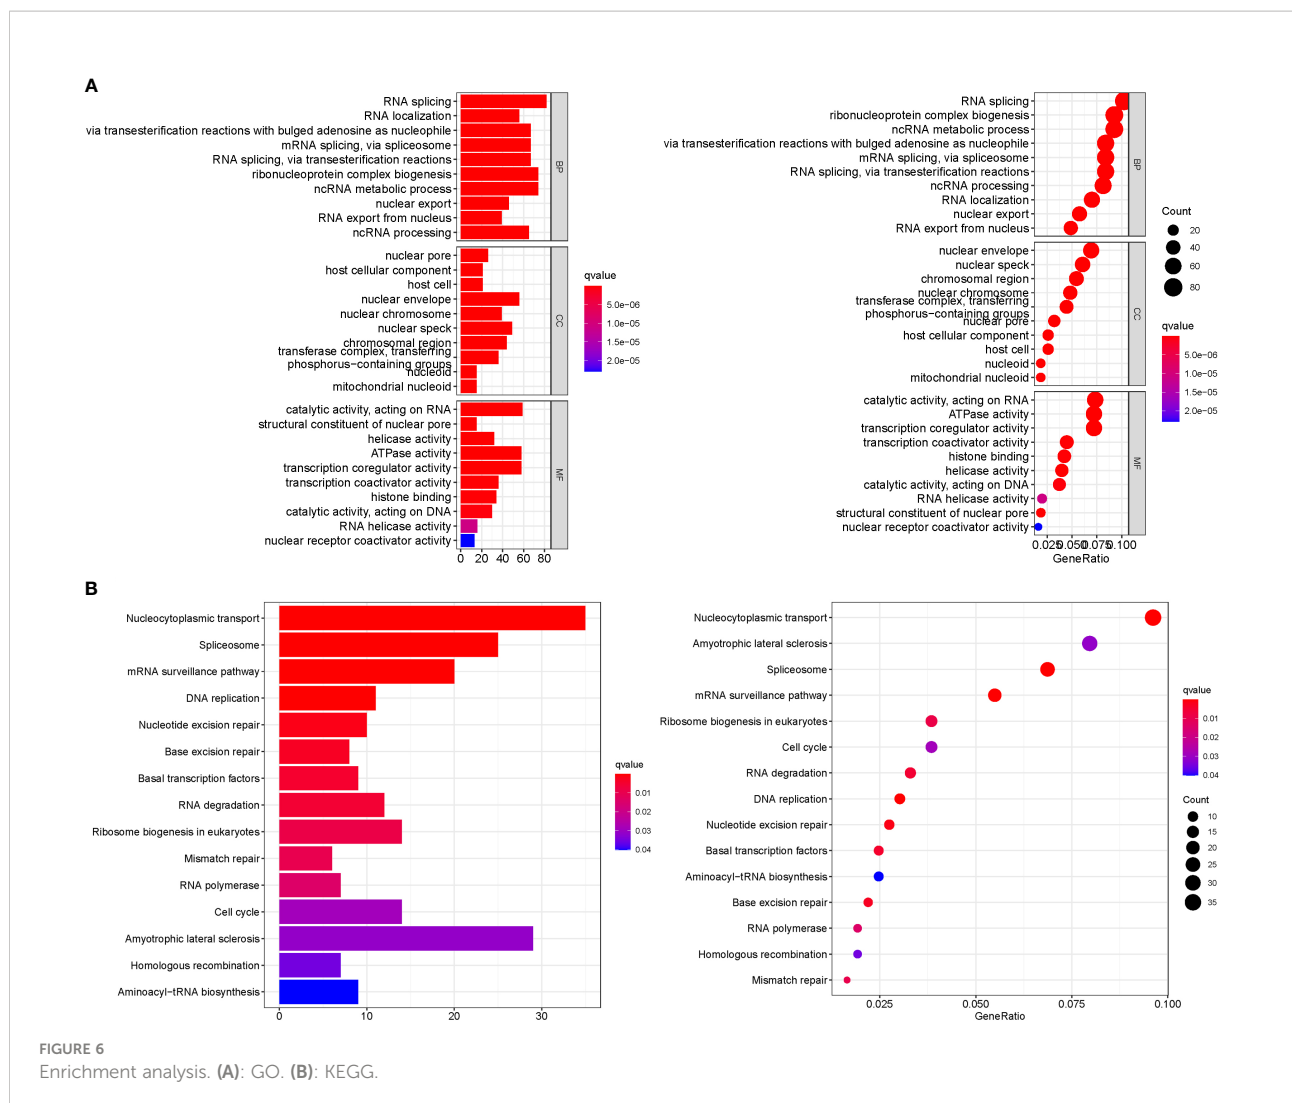 A
RNA splicing
RNA localization
via transesterification reactions with bulged adenosine as nucleophile
mRNA splicing, via spliceosome
RNA splicing, via transesterification reactions
ribonucleoprotein complex biogenesis
ncRNA metabolic process
nuclear export
RNA export from nucleus
ncRNA processing
BP
nuclear pore
host cellular component
host cell
nuclear envelope
nuclear chromosome
nuclear speck
chromosomal region
transferase complex, transferring
phosphorus−containing groups
nucleoid
mitochondrial nucleoid
CC
catalytic activity, acting on RNA
structural constituent of nuclear pore
helicase activity
ATPase activity
transcription coregulator activity
transcription coactivator activity
histone binding
catalytic activity, acting on DNA
RNA helicase activity
nuclear receptor coactivator activity
MF
0 20 40 60 80
qvalue
5.0e−06
1.0e−05
1.5e−05
2.0e−05
RNA splicing
ribonucleoprotein complex biogenesis
ncRNA metabolic process
via transesterification reactions with bulged adenosine as nucleophile
mRNA splicing, via spliceosome
RNA splicing, via transesterification reactions
ncRNA processing
RNA localization
nuclear export
RNA export from nucleus
BP
nuclear envelope
nuclear speck
chromosomal region
nuclear chromosome
transferase complex, transferring
phosphorus−containing groups
nuclear pore
host cellular component
host cell
nucleoid
mitochondrial nucleoid
CC
catalytic activity, acting on RNA
ATPase activity
transcription coregulator activity
transcription coactivator activity
histone binding
helicase activity
catalytic activity, acting on DNA
RNA helicase activity
structural constituent of nuclear pore
nuclear receptor coactivator activity
MF
0.025 0.050 0.075 0.100
GeneRatio
Count
20
40
60
80
qvalue
5.0e−06
1.0e−05
1.5e−05
2.0e−05
B
Nucleocytoplasmic transport
Spliceosome
mRNA surveillance pathway
DNA replication
Nucleotide excision repair
Base excision repair
Basal transcription factors
RNA degradation
Ribosome biogenesis in eukaryotes
Mismatch repair
RNA polymerase
Cell cycle
Amyotrophic lateral sclerosis
Homologous recombination
Aminoacyl−tRNA biosynthesis
0 10 20 30
qvalue
0.01
0.02
0.03
0.04
Nucleocytoplasmic transport
Amyotrophic lateral sclerosis
Spliceosome
mRNA surveillance pathway
Ribosome biogenesis in eukaryotes
Cell cycle
RNA degradation
DNA replication
Nucleotide excision repair
Basal transcription factors
Aminoacyl−tRNA biosynthesis
Base excision repair
RNA polymerase
Homologous recombination
Mismatch repair
0.025 0.050 0.075 0.100
GeneRatio
qvalue
0.01
0.02
0.03
0.04
Count
10
15
20
25
30
35
FIGURE 6
Enrichment analysis. (A): GO. (B): KEGG.